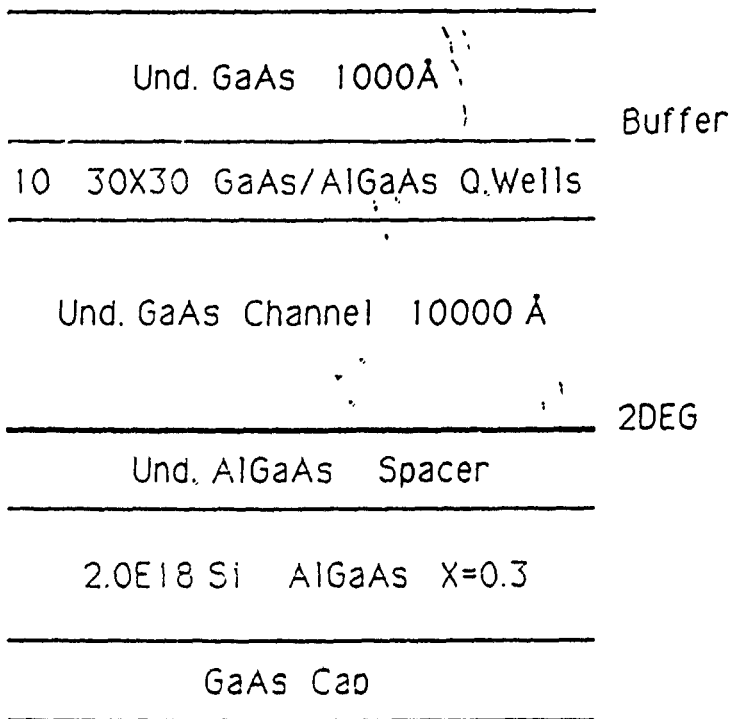 Und. GaAs 1000Å
Buffer
10 30X30 GaAs/AlGaAs Q.Wells
Und. GaAs Channel 10000 Å
2DEG
Und. AlGaAs Spacer
2.0E18 Si AlGaAs X=0.3
GaAs Cap